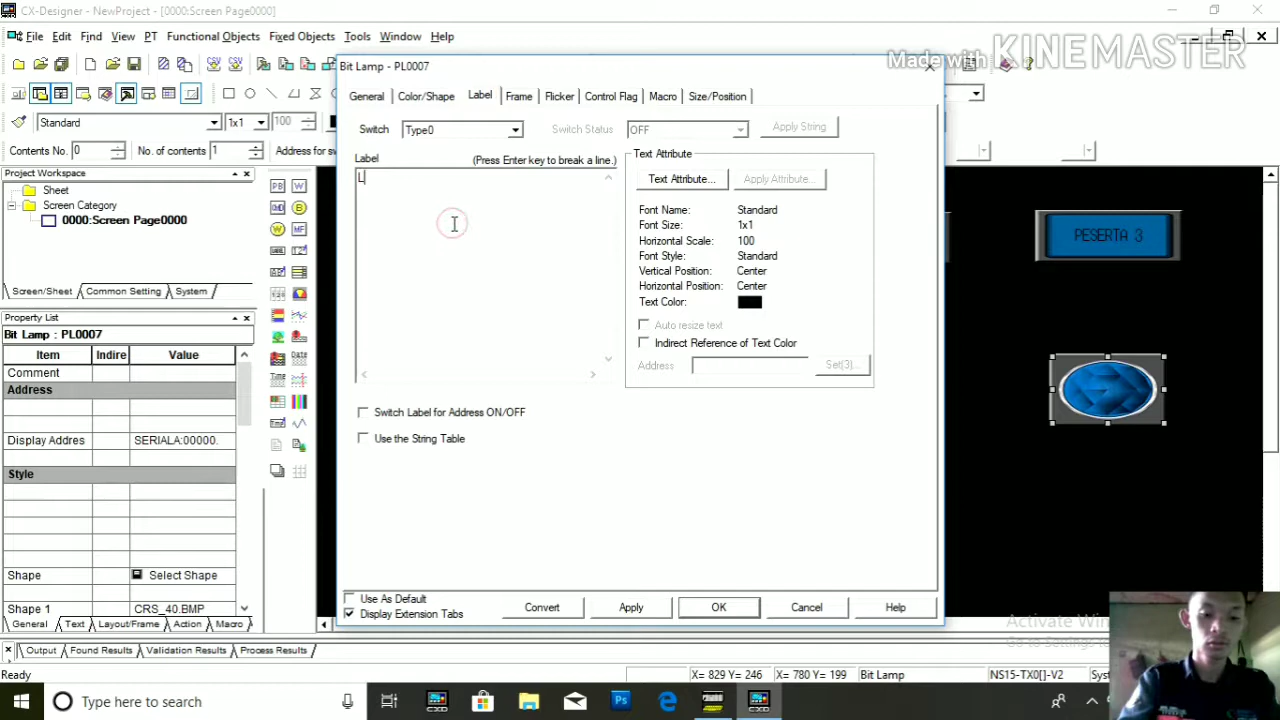 CX-Designer - NewProject - [0000:Screen Page0000]
File Edit Find View PT Functional Objects Fixed Objects Tools Window Help
Made with KINEMASTER
Standard 1x1 100
Contents No. 0 No. of contents 1 Address for sw
Project Workspace
Sheet
Screen Category
0000:Screen Page0000
Screen/Sheet Common Setting System
Property List
Bit Lamp : PL0007
Item Indire Value
Comment
Address
Display Addres SERIALA:00000.
Style
Shape Select Shape
Shape 1 CRS_40.BMP
General Text Layout/Frame Action Macro
Bit Lamp - PL0007
General Color/Shape Label Frame Flicker Control Flag Macro Size/Position
Switch Type0 Switch Status OFF Apply String
Label (Press Enter key to break a line.)
L
Text Attribute
Text Attribute... Apply Attribute...
Font Name: Standard
Font Size: 1x1
Horizontal Scale: 100
Font Style: Standard
Vertical Position: Center
Horizontal Position: Center
Text Color:
Auto resize text
Indirect Reference of Text Color
Address Set(3)...
Switch Label for Address ON/OFF
Use the String Table
Use As Default
Display Extension Tabs
Convert Apply OK Cancel Help
PESERTA 3
Output Found Results Validation Results Process Results
Ready X= 829 Y= 246 X= 780 Y= 199 Bit Lamp NS15-TX0[]-V2 Sys
Type here to search